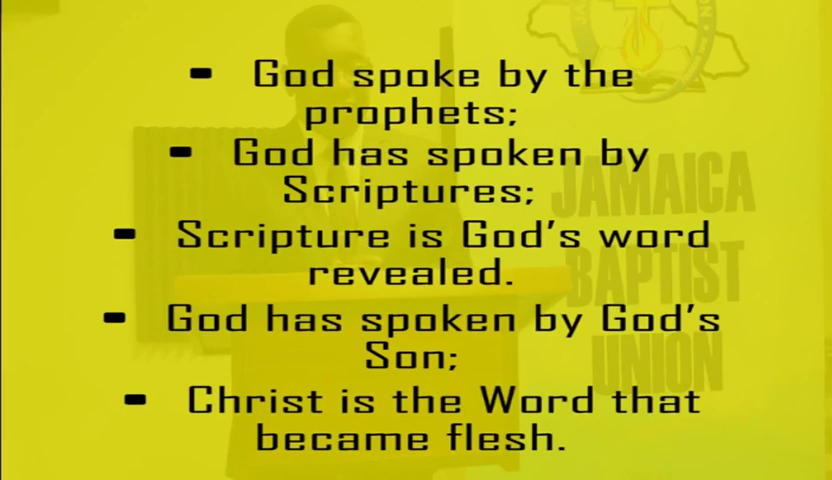 - God spoke by the
prophets;
- God has spoken by
Scriptures;
- Scripture is God's word
revealed.
- God has spoken by God's
Son;
- Christ is the Word that
became flesh.
JAMAICA
BAPTIST
UNION